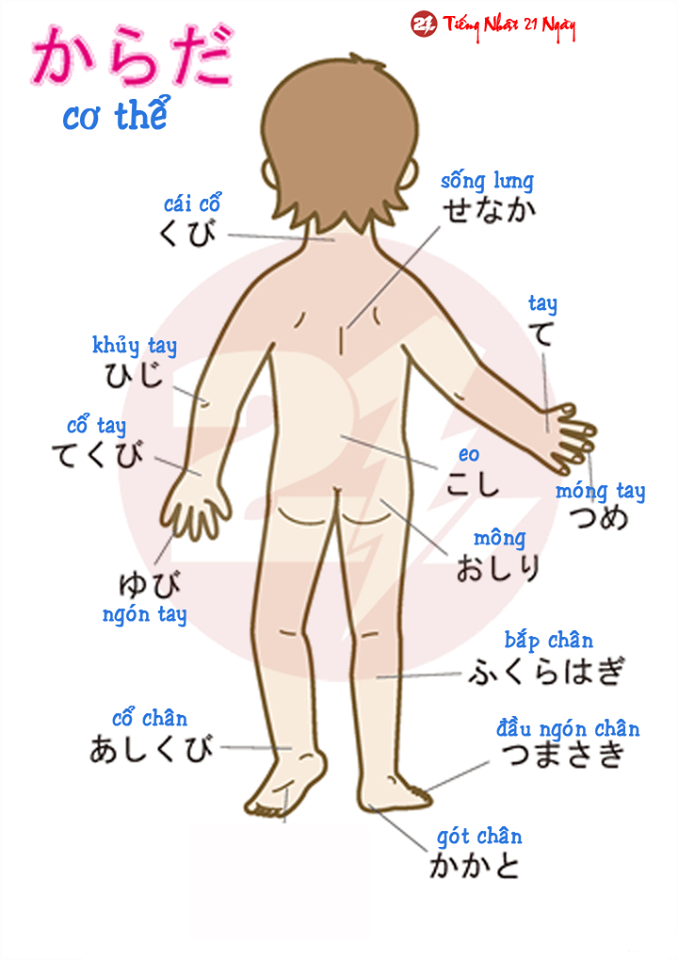 からだ
cơ thể
21 Tiếng Nhật 21 Ngày
sống lưng
せなか
cái cổ
くび
tay
て
khủy tay
ひじ
cổ tay
てくび
eo
こし
móng tay
つめ
mông
おしり
ゆび
ngón tay
bắp chân
ふくらはぎ
cổ chân
あしくび
đầu ngón chân
つまさき
gót chân
かかと